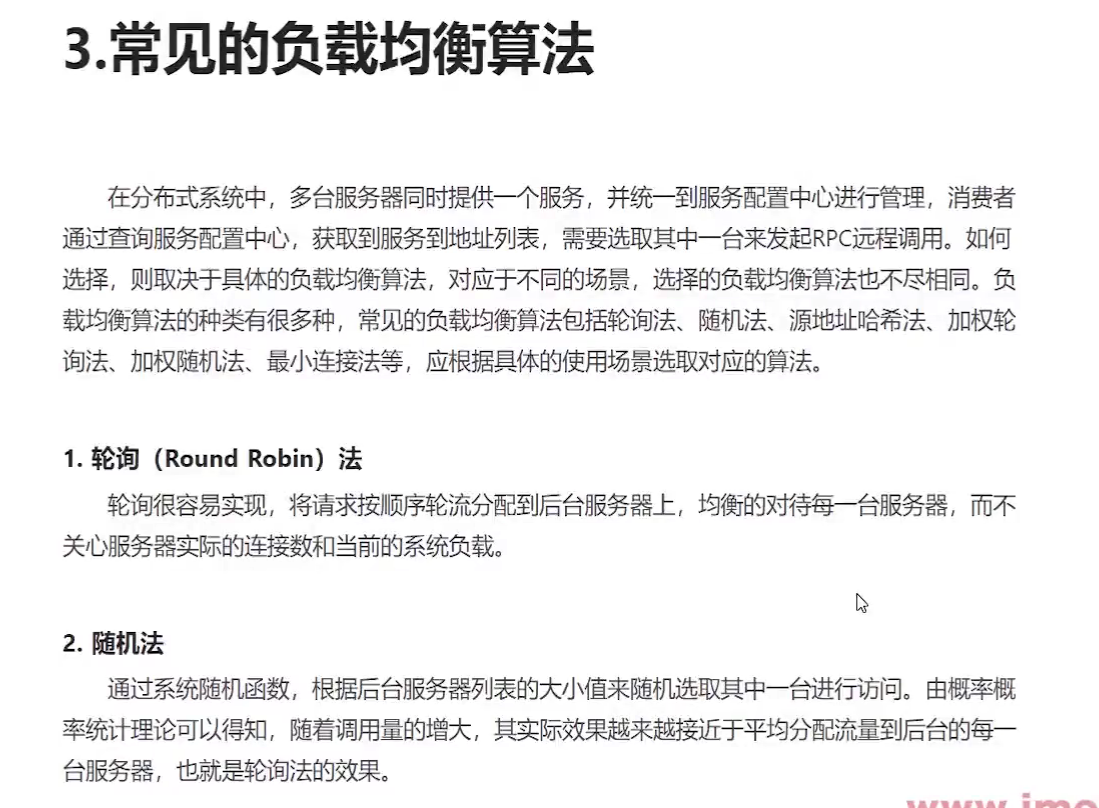 3.常见的负载均衡算法
在分布式系统中，多台服务器同时提供一个服务，并统一到服务配置中心进行管理，消费者
通过查询服务配置中心，获取到服务到地址列表，需要选取其中一台来发起RPC远程调用。如何
选择，则取决于具体的负载均衡算法，对应于不同的场景，选择的负载均衡算法也不尽相同。负
载均衡算法的种类有很多种，常见的负载均衡算法包括轮询法、随机法、源地址哈希法、加权轮
询法、加权随机法、最小连接法等，应根据具体的使用场景选取对应的算法。
1. 轮询（Round Robin）法
轮询很容易实现，将请求按顺序轮流分配到后台服务器上，均衡的对待每一台服务器，而不
关心服务器实际的连接数和当前的系统负载。
2. 随机法
通过系统随机函数，根据后台服务器列表的大小值来随机选取其中一台进行访问。由概率概
率统计理论可以得知，随着调用量的增大，其实际效果越来越接近于平均分配流量到后台的每一
台服务器，也就是轮询法的效果。